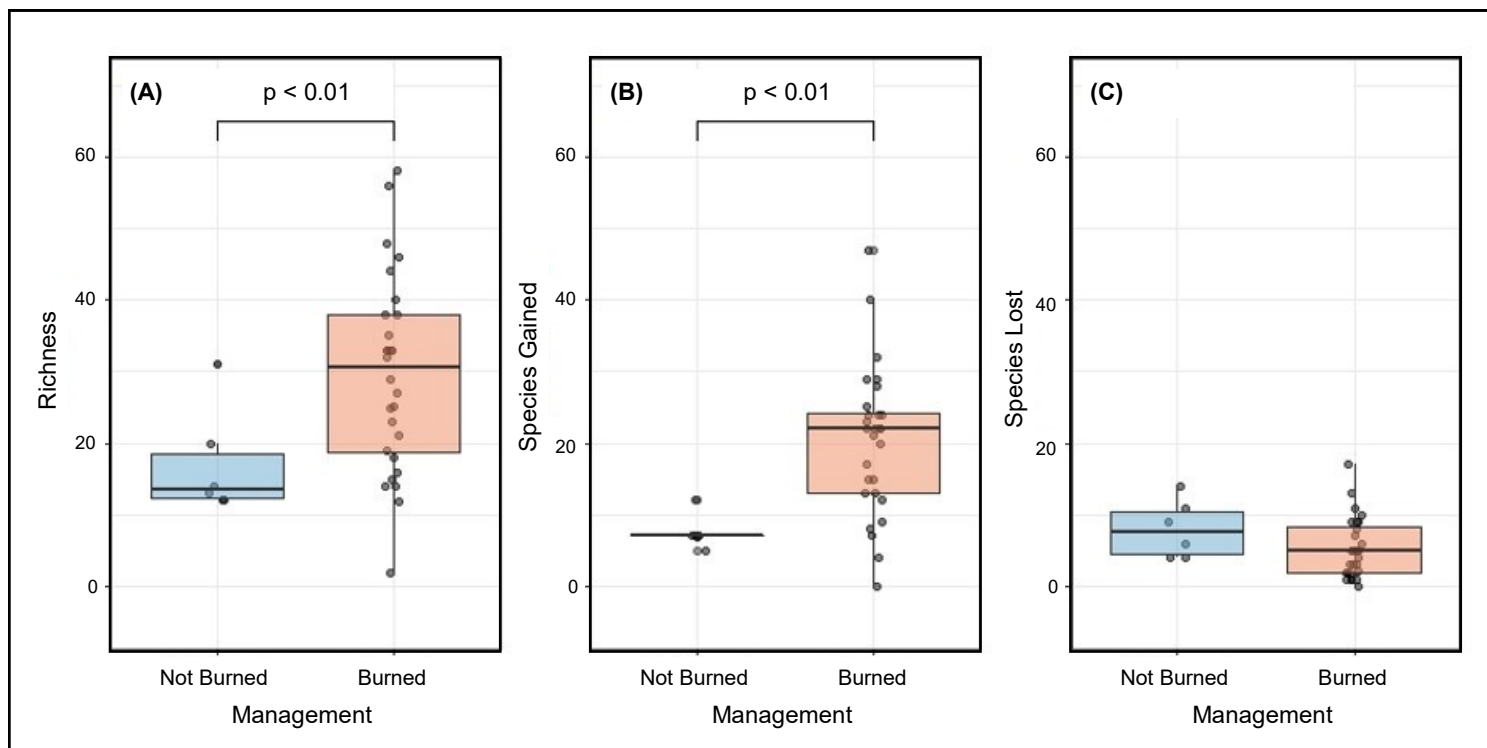 (A)
p < 0.01
60
40
20
0
Richness
Not Burned
Burned
Management
(B)
p < 0.01
60
40
20
0
Species Gained
Not Burned
Burned
Management
(C)
60
40
20
0
Species Lost
Not Burned
Burned
Management